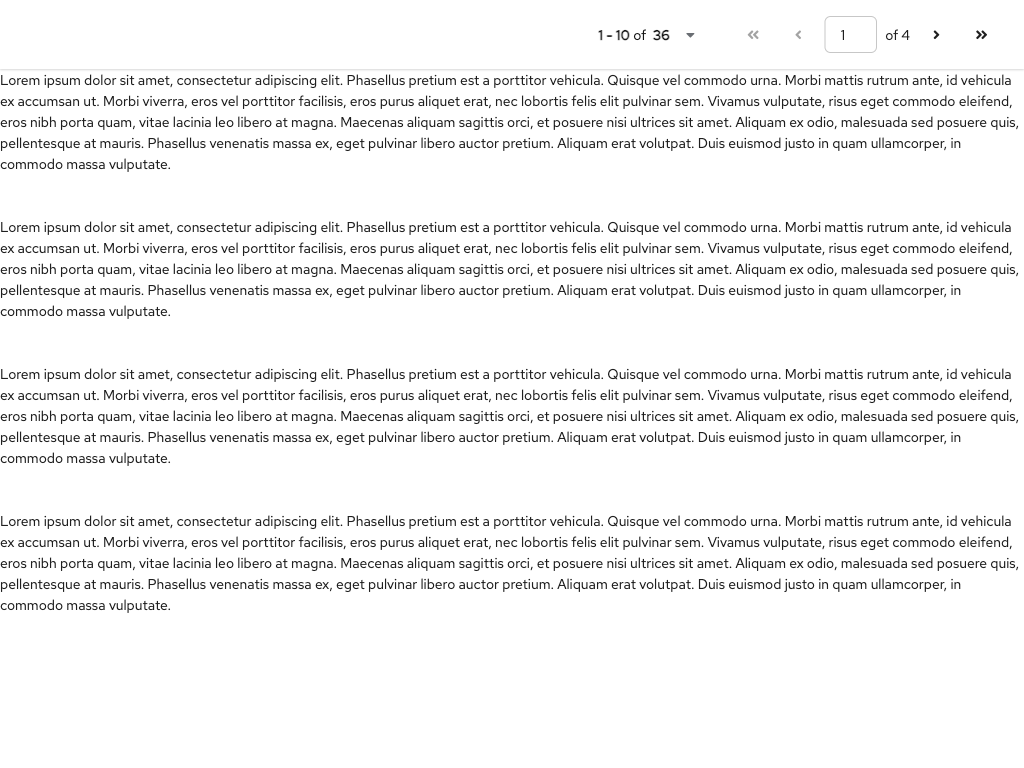 1 - 10 of 36 1 of 4
Lorem ipsum dolor sit amet, consectetur adipiscing elit. Phasellus pretium est a porttitor vehicula. Quisque vel commodo urna. Morbi mattis rutrum ante, id vehicula
ex accumsan ut. Morbi viverra, eros vel porttitor facilisis, eros purus aliquet erat, nec lobortis felis elit pulvinar sem. Vivamus vulputate, risus eget commodo eleifend,
eros nibh porta quam, vitae lacinia leo libero at magna. Maecenas aliquam sagittis orci, et posuere nisi ultrices sit amet. Aliquam ex odio, malesuada sed posuere quis,
pellentesque at mauris. Phasellus venenatis massa ex, eget pulvinar libero auctor pretium. Aliquam erat volutpat. Duis euismod justo in quam ullamcorper, in
commodo massa vulputate.
Lorem ipsum dolor sit amet, consectetur adipiscing elit. Phasellus pretium est a porttitor vehicula. Quisque vel commodo urna. Morbi mattis rutrum ante, id vehicula
ex accumsan ut. Morbi viverra, eros vel porttitor facilisis, eros purus aliquet erat, nec lobortis felis elit pulvinar sem. Vivamus vulputate, risus eget commodo eleifend,
eros nibh porta quam, vitae lacinia leo libero at magna. Maecenas aliquam sagittis orci, et posuere nisi ultrices sit amet. Aliquam ex odio, malesuada sed posuere quis,
pellentesque at mauris. Phasellus venenatis massa ex, eget pulvinar libero auctor pretium. Aliquam erat volutpat. Duis euismod justo in quam ullamcorper, in
commodo massa vulputate.
Lorem ipsum dolor sit amet, consectetur adipiscing elit. Phasellus pretium est a porttitor vehicula. Quisque vel commodo urna. Morbi mattis rutrum ante, id vehicula
ex accumsan ut. Morbi viverra, eros vel porttitor facilisis, eros purus aliquet erat, nec lobortis felis elit pulvinar sem. Vivamus vulputate, risus eget commodo eleifend,
eros nibh porta quam, vitae lacinia leo libero at magna. Maecenas aliquam sagittis orci, et posuere nisi ultrices sit amet. Aliquam ex odio, malesuada sed posuere quis,
pellentesque at mauris. Phasellus venenatis massa ex, eget pulvinar libero auctor pretium. Aliquam erat volutpat. Duis euismod justo in quam ullamcorper, in
commodo massa vulputate.
Lorem ipsum dolor sit amet, consectetur adipiscing elit. Phasellus pretium est a porttitor vehicula. Quisque vel commodo urna. Morbi mattis rutrum ante, id vehicula
ex accumsan ut. Morbi viverra, eros vel porttitor facilisis, eros purus aliquet erat, nec lobortis felis elit pulvinar sem. Vivamus vulputate, risus eget commodo eleifend,
eros nibh porta quam, vitae lacinia leo libero at magna. Maecenas aliquam sagittis orci, et posuere nisi ultrices sit amet. Aliquam ex odio, malesuada sed posuere quis,
pellentesque at mauris. Phasellus venenatis massa ex, eget pulvinar libero auctor pretium. Aliquam erat volutpat. Duis euismod justo in quam ullamcorper, in
commodo massa vulputate.